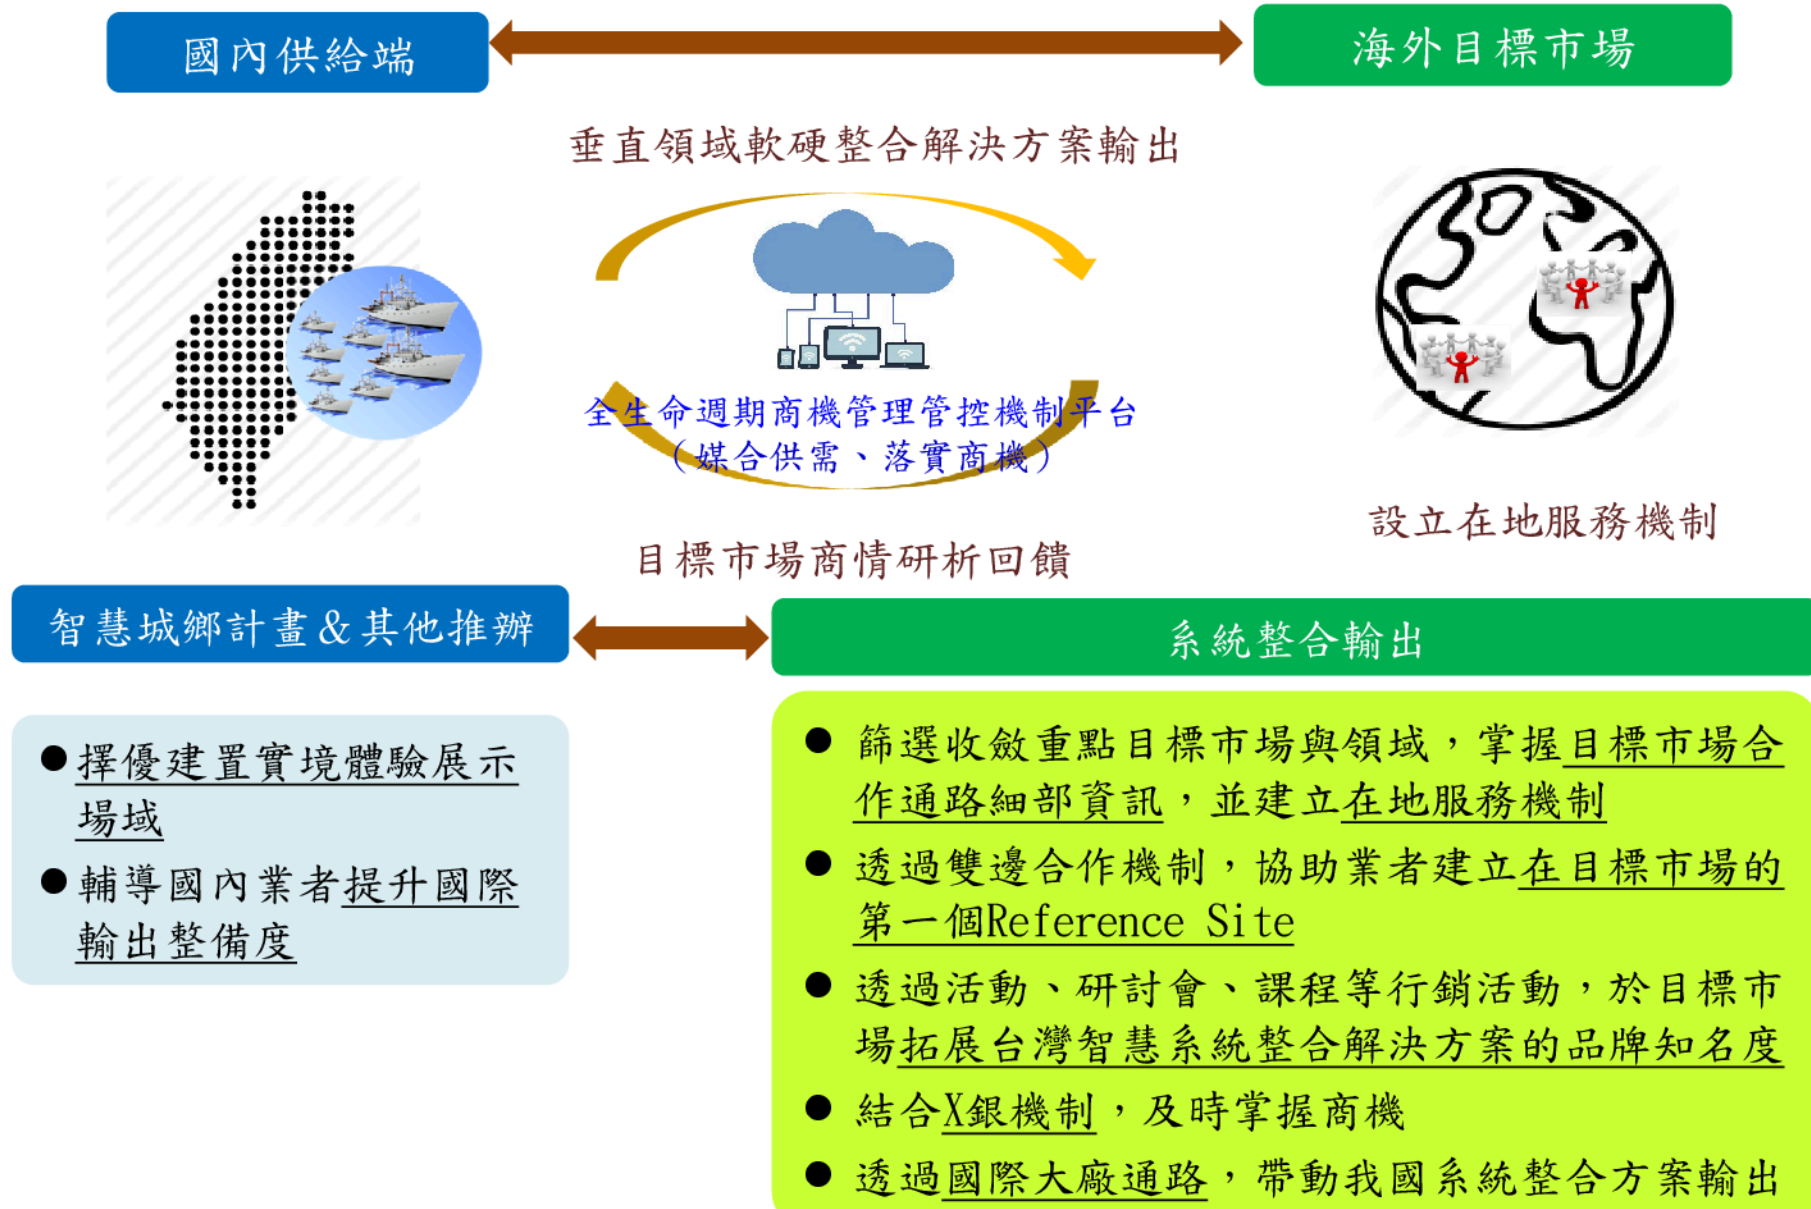 國內供給端
海外目標市場
垂直領域軟硬整合解決方案輸出
全生命週期商機管理管控機制平台
（媒合供需、落實商機）
設立在地服務機制
目標市場商情研析回饋
智慧城鄉計畫＆其他推辦
系統整合輸出
●擇優建置實境體驗展示
場域
●輔導國內業者提升國際
輸出整備度
● 篩選收斂重點目標市場與領域，掌握目標市場合
作通路細部資訊，並建立在地服務機制
● 透過雙邊合作機制，協助業者建立在目標市場的
第一個Reference Site
● 透過活動、研討會、課程等行銷活動，於目標市
場拓展台灣智慧系統整合解決方案的品牌知名度
● 結合X銀機制，及時掌握商機
● 透過國際大廠通路，帶動我國系統整合方案輸出